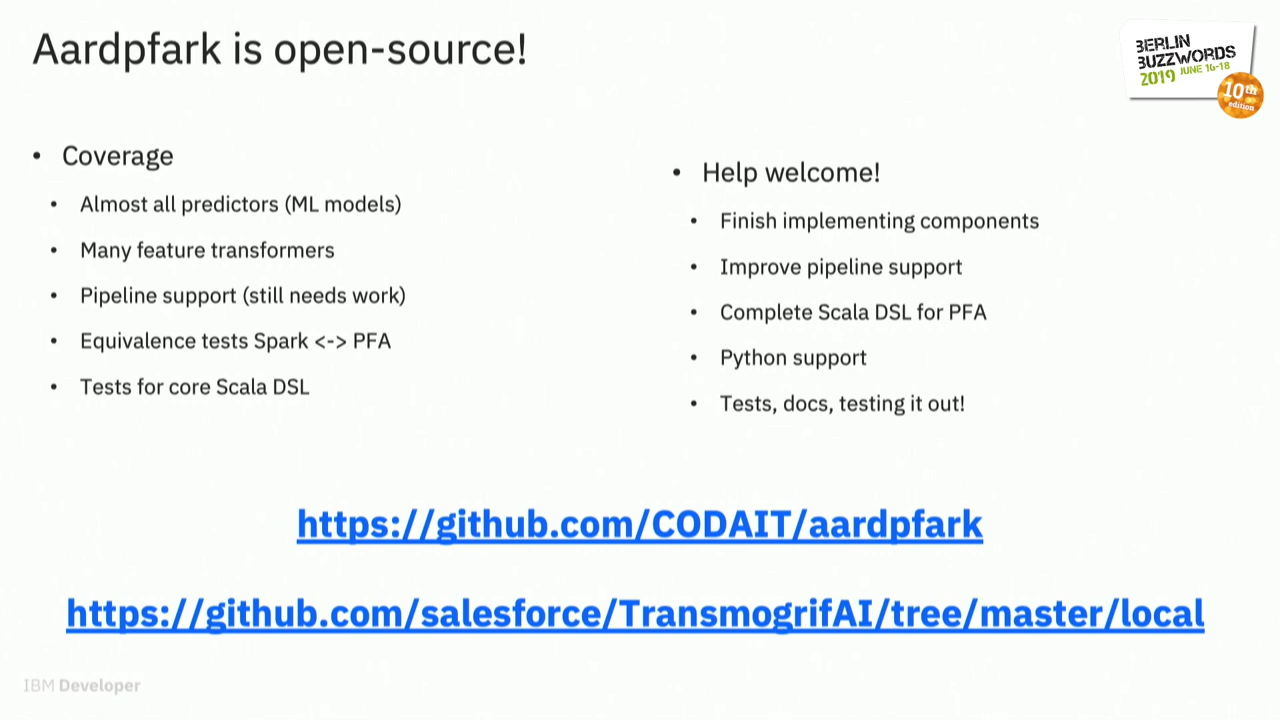 Aardpfark is open-source!
BERLIN
BUZZWORDS
2019 JUNE 16-18
10th
edition
• Coverage
• Almost all predictors (ML models)
• Many feature transformers
• Pipeline support (still needs work)
• Equivalence tests Spark <-> PFA
• Tests for core Scala DSL
• Help welcome!
• Finish implementing components
• Improve pipeline support
• Complete Scala DSL for PFA
• Python support
• Tests, docs, testing it out!
https://github.com/CODAIT/aardpfark
https://github.com/salesforce/TransmogrifAI/tree/master/local
IBM Developer